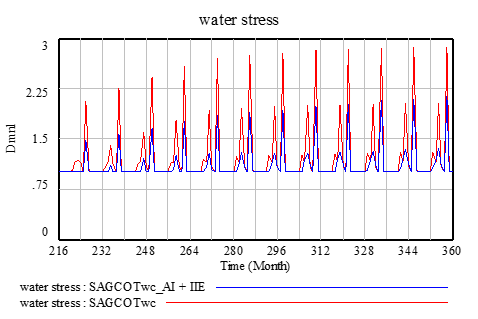 water stress
3
2.25
1.5
.75
0
Dmnl
216 232 248 264 280 296 312 328 344 360
Time (Month)
water stress : SAGCOTwc_AI + IIE
water stress : SAGCOTwc